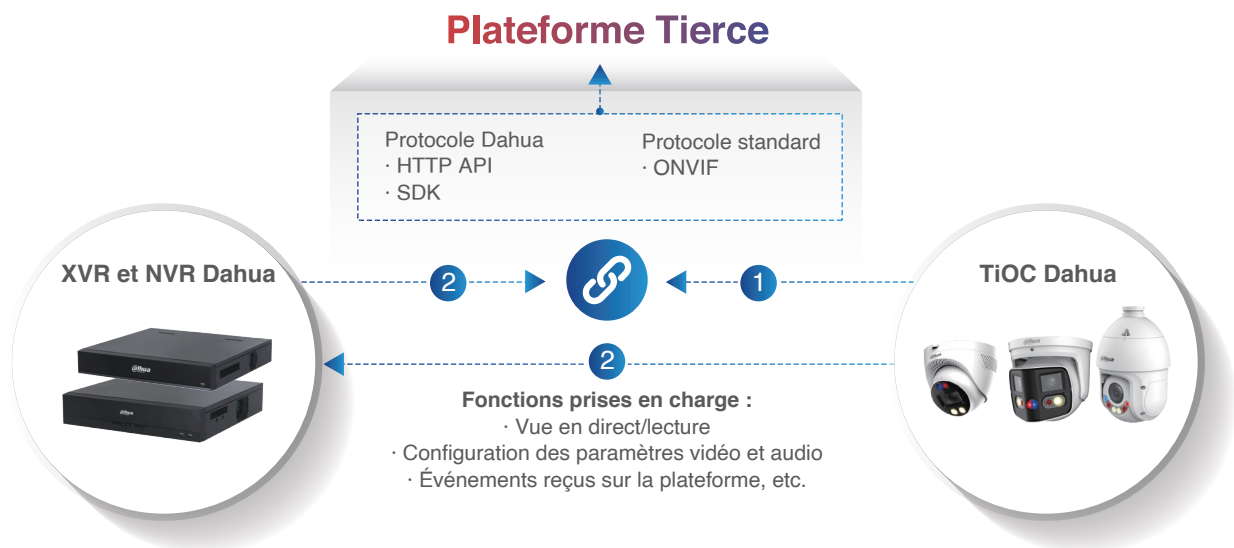 Plateforme Tierce
Protocole Dahua
· HTTP API
· SDK
Protocole standard
· ONVIF
XVR et NVR Dahua
2
1
TiOC Dahua
2
Fonctions prises en charge :
· Vue en direct/lecture
· Configuration des paramètres vidéo et audio
· Événements reçus sur la plateforme, etc.
alhua
alhua